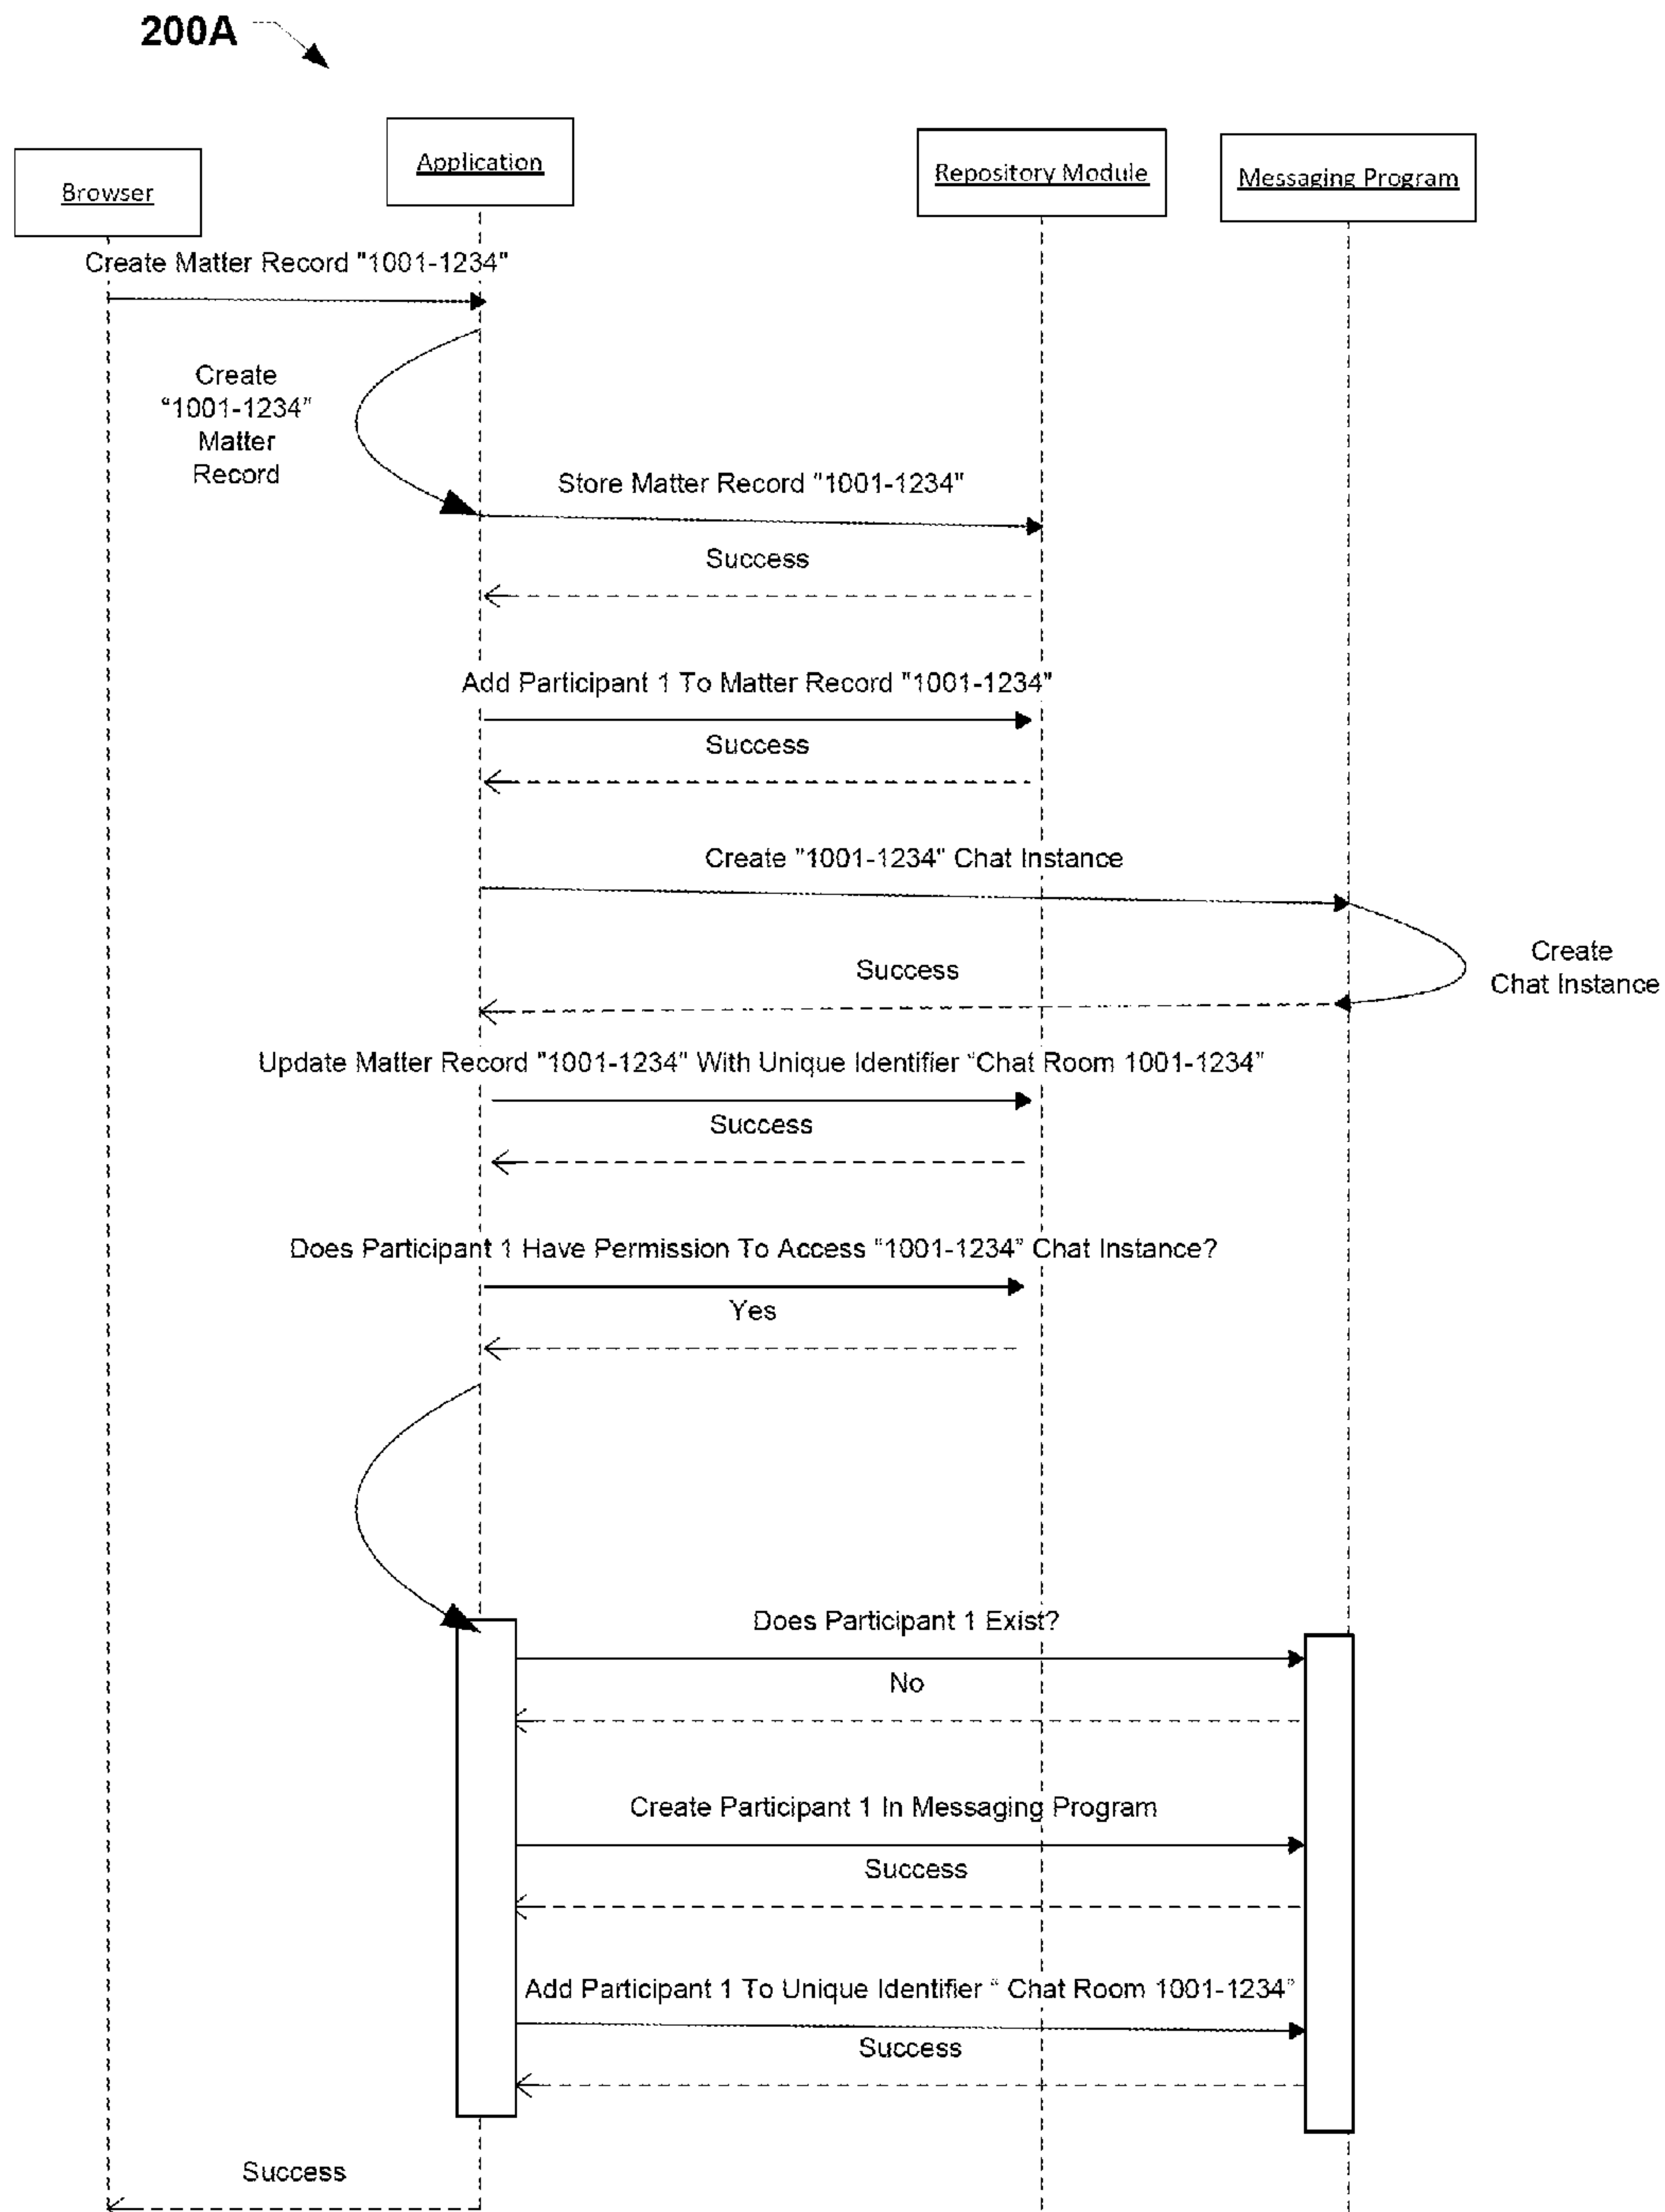 200A
Application
Repository Module
Messaging Program
Browser
Create Matter Record "1001-1234"
Create
“1001-1234”
Matter
Record
Store Matter Record "1001-1234"
Success
Add Participant 1 To Matter Record "1001-1234"
Success
Create "1001-1234" Chat Instance
Create
Chat Instance
Success
Update Matter Record "1001-1234" With Unique Identifier “Chat Room 1001-1234”
Success
Does Participant 1 Have Permission To Access “1001-1234” Chat Instance?
Yes
Does Participant 1 Exist?
No
Create Participant 1 In Messaging Program
Success
Add Participant 1 To Unique Identifier “ Chat Room 1001-1234”
Success
Success